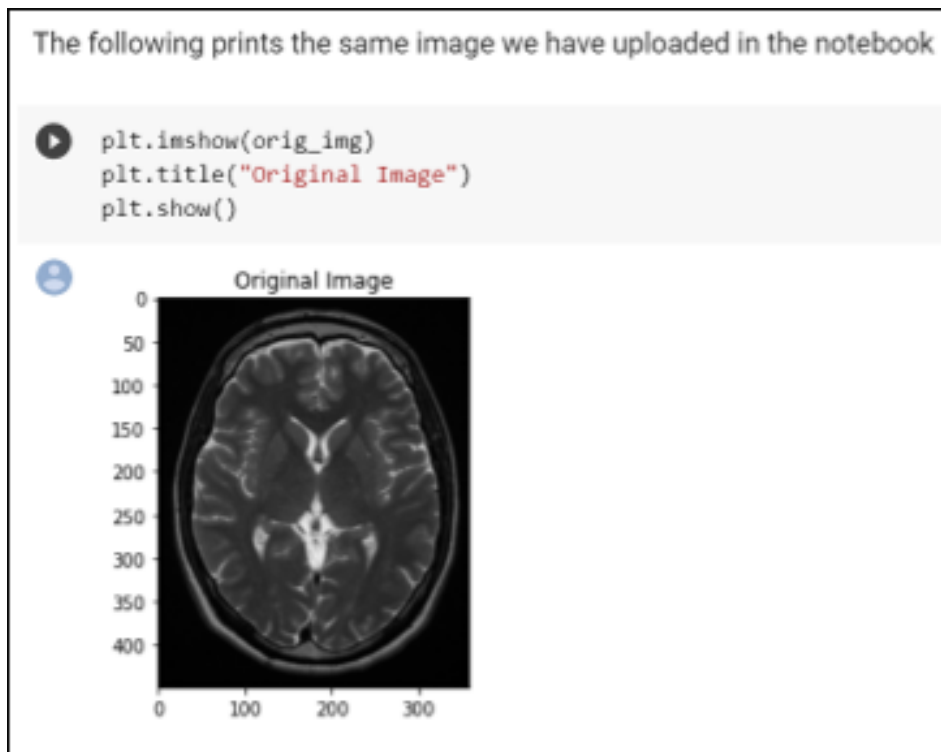 The following prints the same image we have uploaded in the notebook
plt.imshow(orig_img)
plt.title("Original Image")
plt.show()
Original Image
0
50
100
150
200
250
300
350
400
0 100 200 300